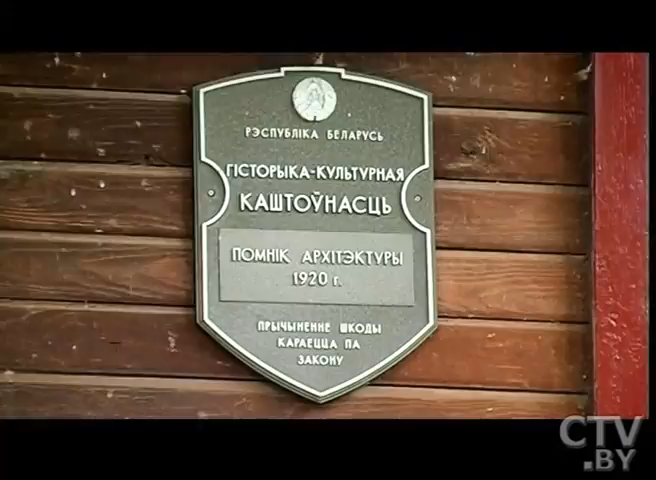 РЭСПУБЛІКА БЕЛАРУСЬ
ГІСТОРЫКА-КУЛЬТУРНАЯ
КАШТОЎНАСЦЬ
ПОМНІК АРХІТЭКТУРЫ
1920 г.
ПРЫЧЫНЕННЕ ШКОДЫ
КАРАЕЦЦА ПА
ЗАКОНУ
CTV
.BY